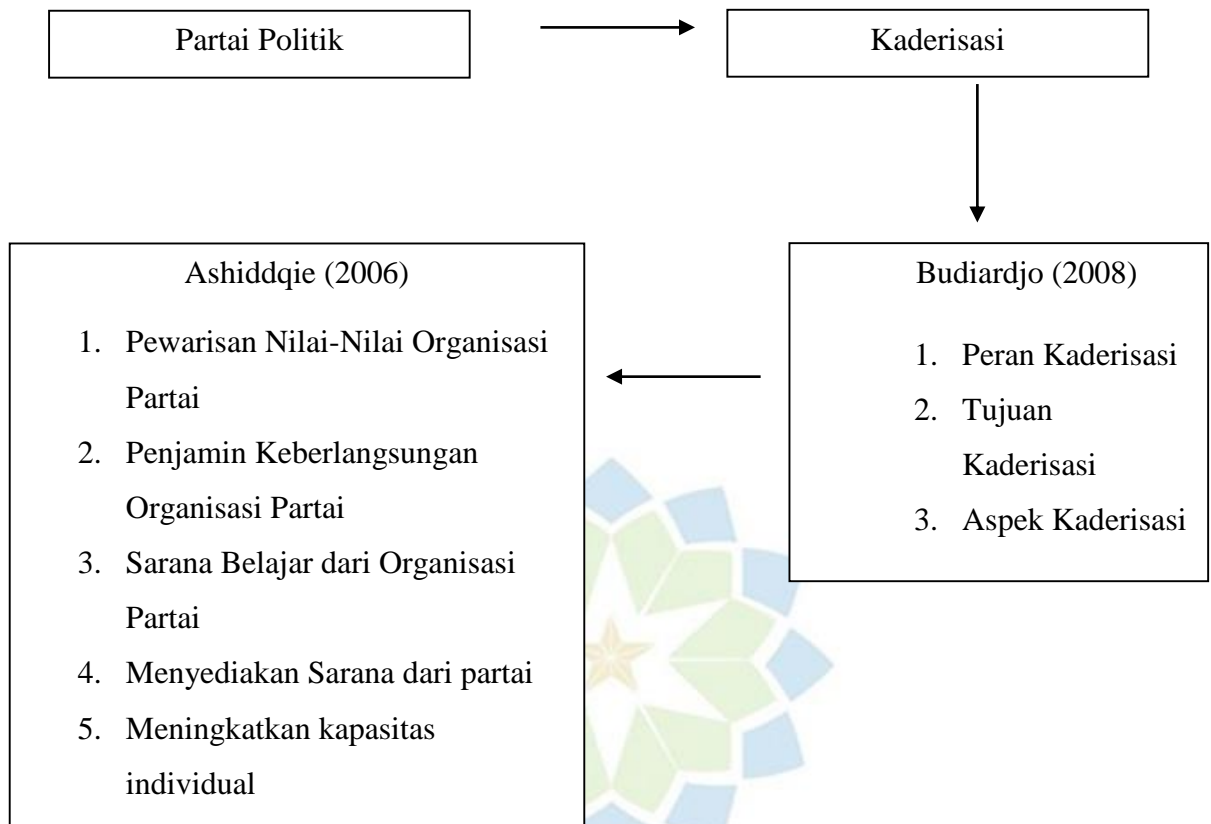 Partai Politik
Kaderisasi
Budiardjo (2008)
1. Peran Kaderisasi
2. Tujuan
Kaderisasi
3. Aspek Kaderisasi
Ashiddqie (2006)
1. Pewarisan Nilai-Nilai Organisasi
Partai
2. Penjamin Keberlangsungan
Organisasi Partai
3. Sarana Belajar dari Organisasi
Partai
4. Menyediakan Sarana dari partai
5. Meningkatkan kapasitas
individual